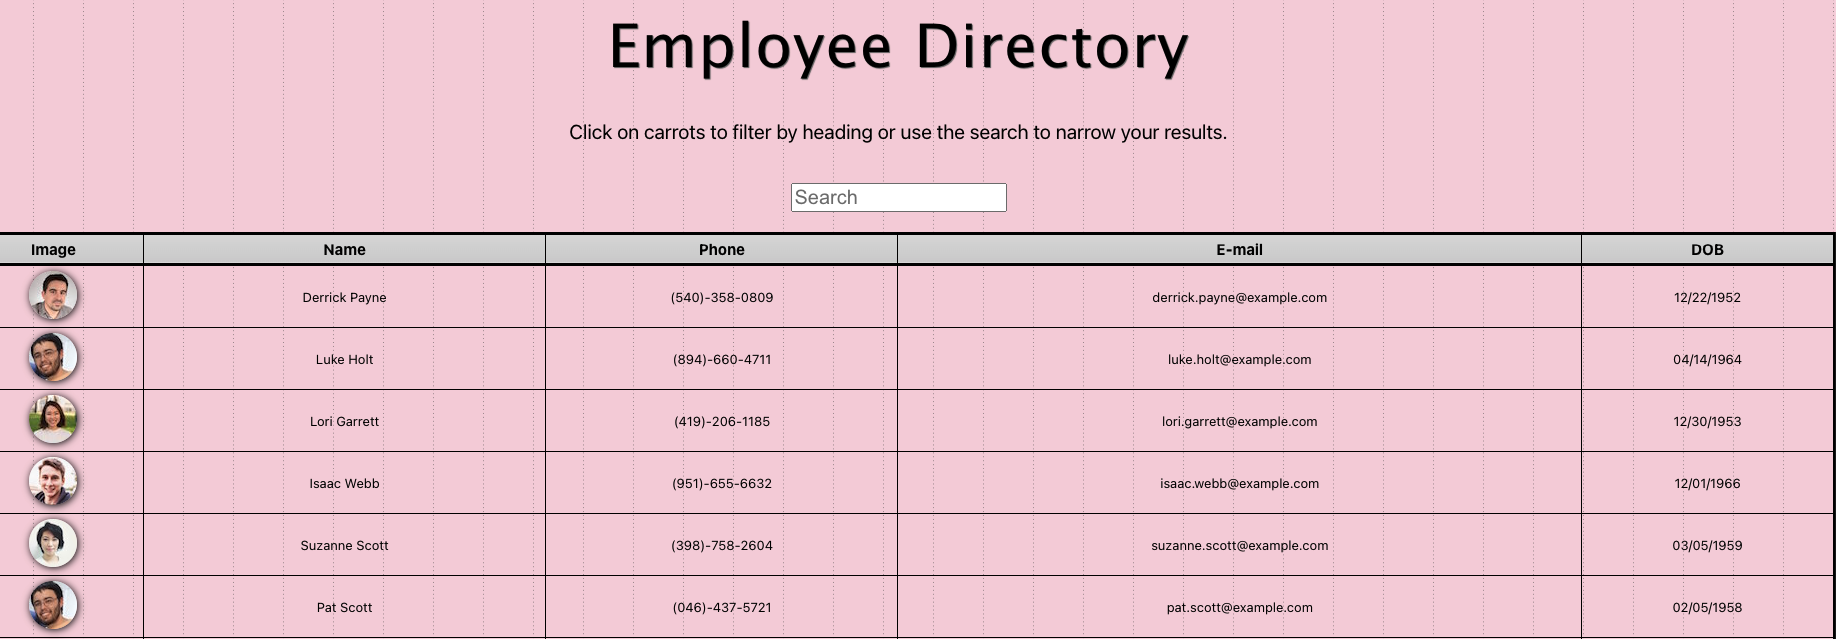 Employee Directory
Click on carrots to filter by heading or use the search to narrow your results.
Search
Image Name Phone E-mail DOB
Derrick Payne (540)-358-0809 derrick.payne@example.com 12/22/1952
Luke Holt (894)-660-4711 luke.holt@example.com 04/14/1964
Lori Garrett (419)-206-1185 lori.garrett@example.com 12/30/1953
Isaac Webb (951)-655-6632 isaac.webb@example.com 12/01/1966
Suzanne Scott (398)-758-2604 suzanne.scott@example.com 03/05/1959
Pat Scott (046)-437-5721 pat.scott@example.com 02/05/1958